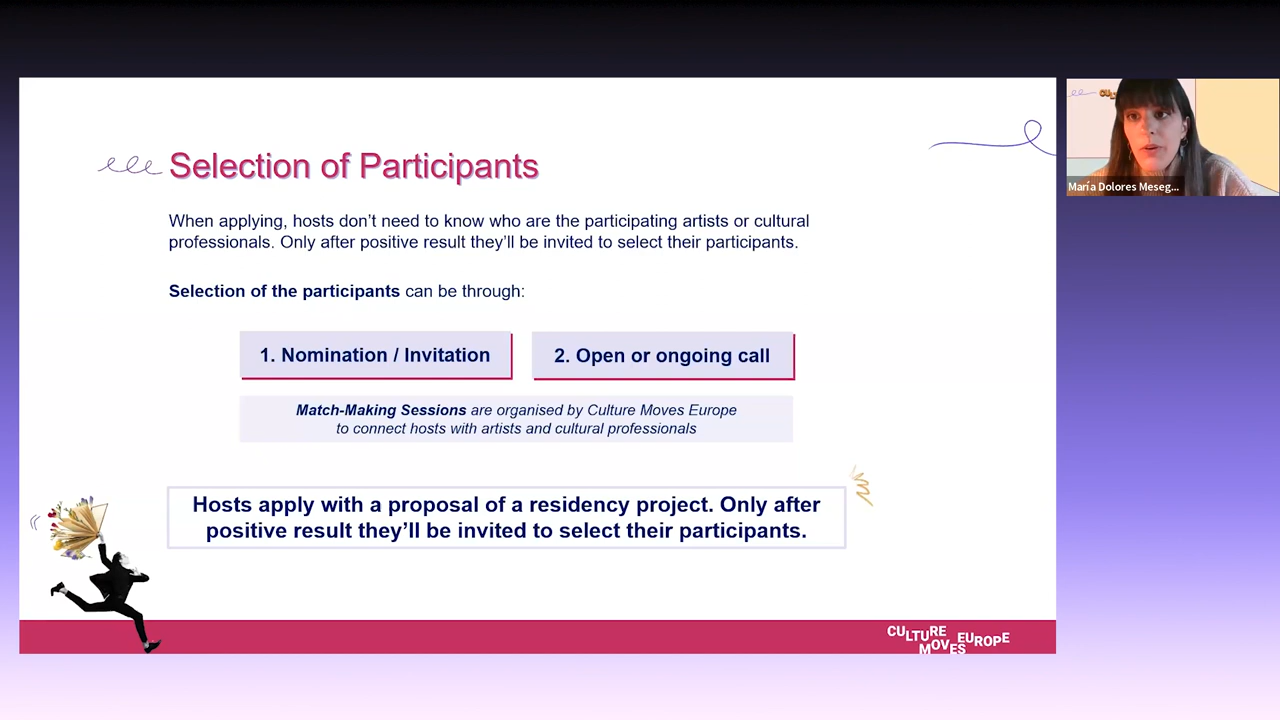 Selection of Participants
When applying, hosts don't need to know who are the participating artists or cultural
professionals. Only after positive result they'll be invited to select their participants.
Selection of the participants can be through:
1. Nomination / Invitation
2. Open or ongoing call
Match-Making Sessions are organised by Culture Moves Europe
to connect hosts with artists and cultural professionals
Hosts apply with a proposal of a residency project. Only after
positive result they'll be invited to select their participants.
CULTURE
MOVES EUROPE
María Dolores Meseg...